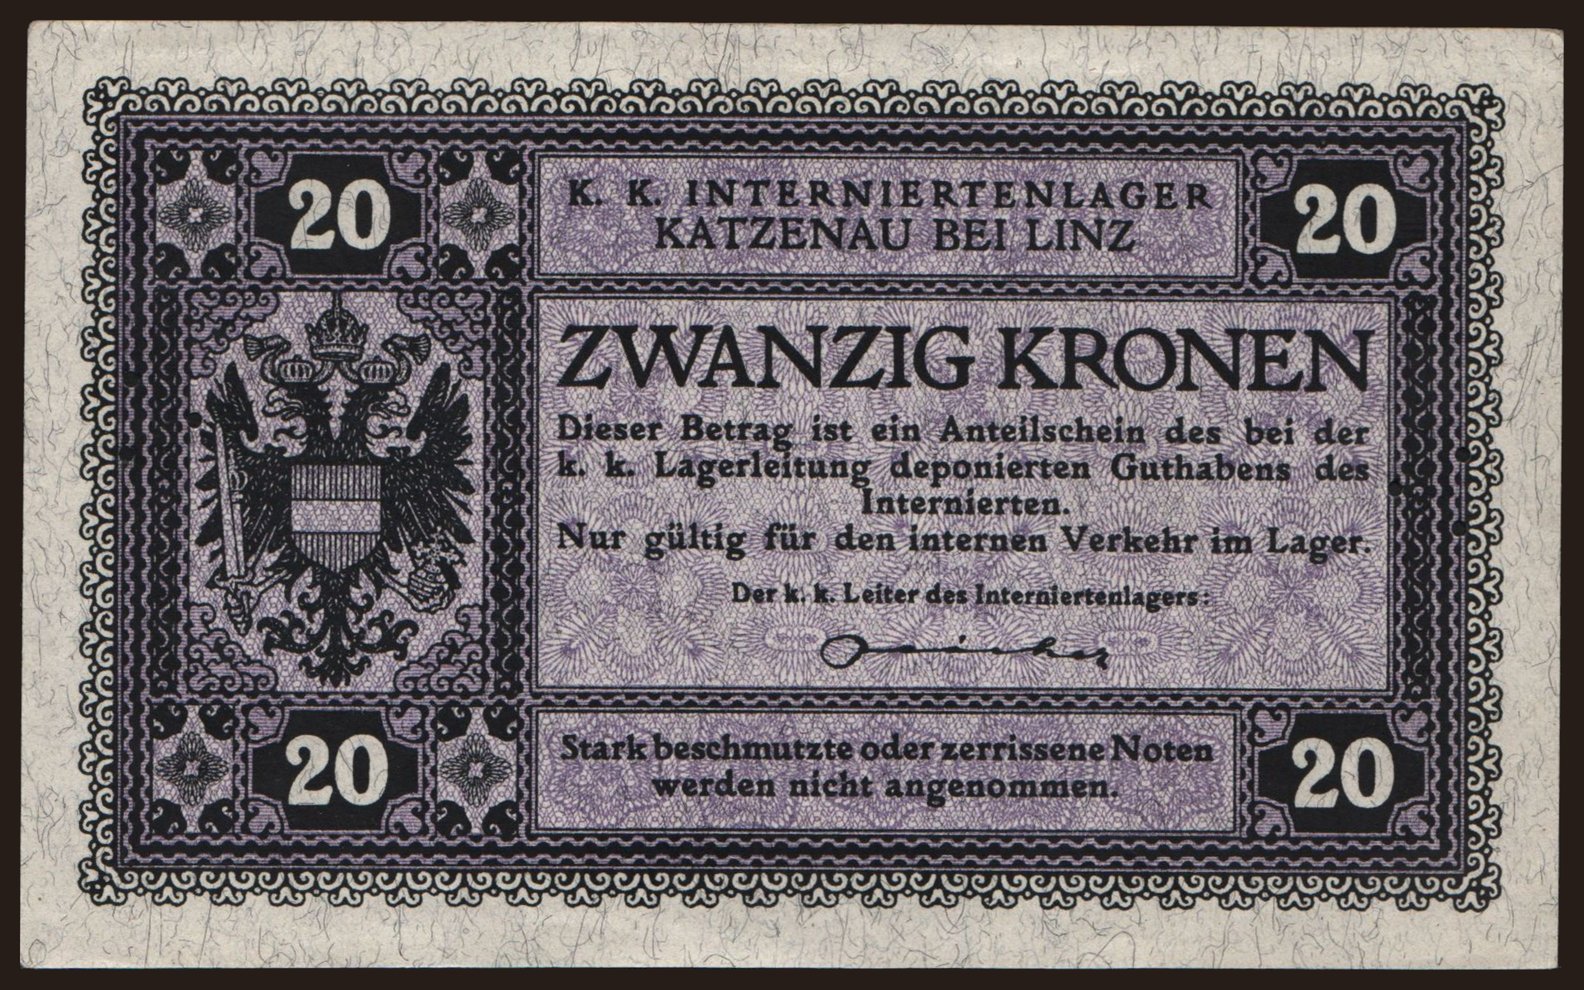 20
K. K. INTERNIERTENLAGER
KATZENAU BEI LINZ
20
ZWANZIG KRONEN
Dieser Betrag ist ein Anteilschein des bei der
k. k. Lagerleitung deponierten Guthabens des
Internierten.
Nur gültig für den internen Verkehr im Lager.
Der k. k. Leiter des Interniertenlagers:
20
Stark beschmutzte oder zerrissene Noten
werden nicht angenommen.
20